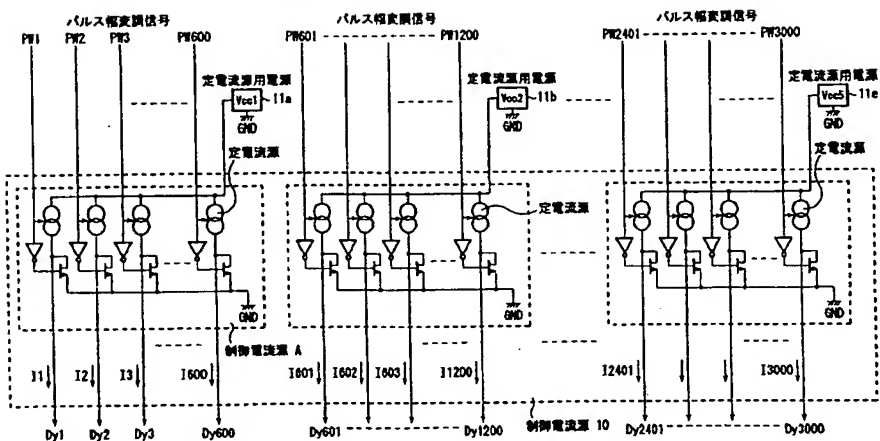 パルス幅変調信号 パルス幅変調信号 パルス幅変調信号
PW1 PW2 PW3 PW600 PW601 PW1200 PW2401 PW3000
定電流源用電源 定電流源用電源 定電流源用電源
Vcc1 11a Vcc2 11b Vcc5 11e
GND GND GND
定電流源 定電流源 定電流源
GND GND GND
制御電流源 A
I1 I2 I3 I600 I601 I602 I603 I1200 I2401 I3000
制御電流源 10
Dy1 Dy2 Dy3 Dy600 Dy601 Dy1200 Dy2401 Dy3000